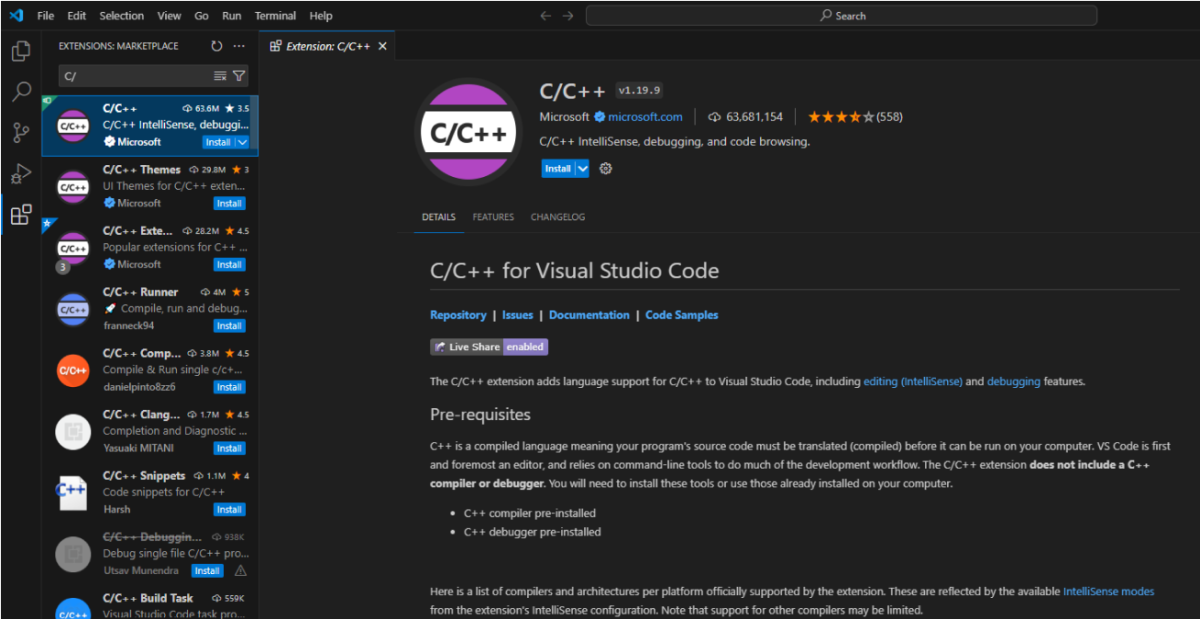 File Edit Selection View Go Run Terminal Help
Search
EXTENSIONS: MARKETPLACE
C/
C/C++ 63.6M 3.5
C/C++ IntelliSense, debuggi...
Microsoft Install
C/C++ Themes 29.8M 3
UI Themes for C/C++ exten...
Microsoft Install
C/C++ Exte... 28.2M 4.5
Popular extensions for C++ ...
3 Microsoft Install
C/C++ Runner 4M 5
Compile, run and debug...
franneck94 Install
C/C++ Comp... 3.8M 4.5
Compile & Run single c/c+...
danielpinto8zz6 Install
C/C++ Clang... 1.7M 4.5
Completion and Diagnostic ...
Yasuaki MITANI Install
C/C++ Snippets 1.1M 4
Code snippets for C/C++
Harsh Install
C/C++ Debuggin... 938K
Debug single file C/C++ pro...
Utsav Munendra Install
C/C++ Build Task 559K
Visual Studio Code task pro...
C/C++
C/C++
C/C++
C/C++
C/C++
C++
C/C++
Extension: C/C++
C/C++
C/C++ v1.19.9
Microsoft microsoft.com 63,681,154 (558)
C/C++ IntelliSense, debugging, and code browsing.
Install
DETAILS FEATURES CHANGELOG
C/C++ for Visual Studio Code
Repository | Issues | Documentation | Code Samples
Live Share enabled
The C/C++ extension adds language support for C/C++ to Visual Studio Code, including editing (IntelliSense) and debugging features.
Pre-requisites
C++ is a compiled language meaning your program's source code must be translated (compiled) before it can be run on your computer. VS Code is first
and foremost an editor, and relies on command-line tools to do much of the development workflow. The C/C++ extension does not include a C++
compiler or debugger. You will need to install these tools or use those already installed on your computer.
• C++ compiler pre-installed
• C++ debugger pre-installed
Here is a list of compilers and architectures per platform officially supported by the extension. These are reflected by the available IntelliSense modes
from the extension's IntelliSense configuration. Note that support for other compilers may be limited.